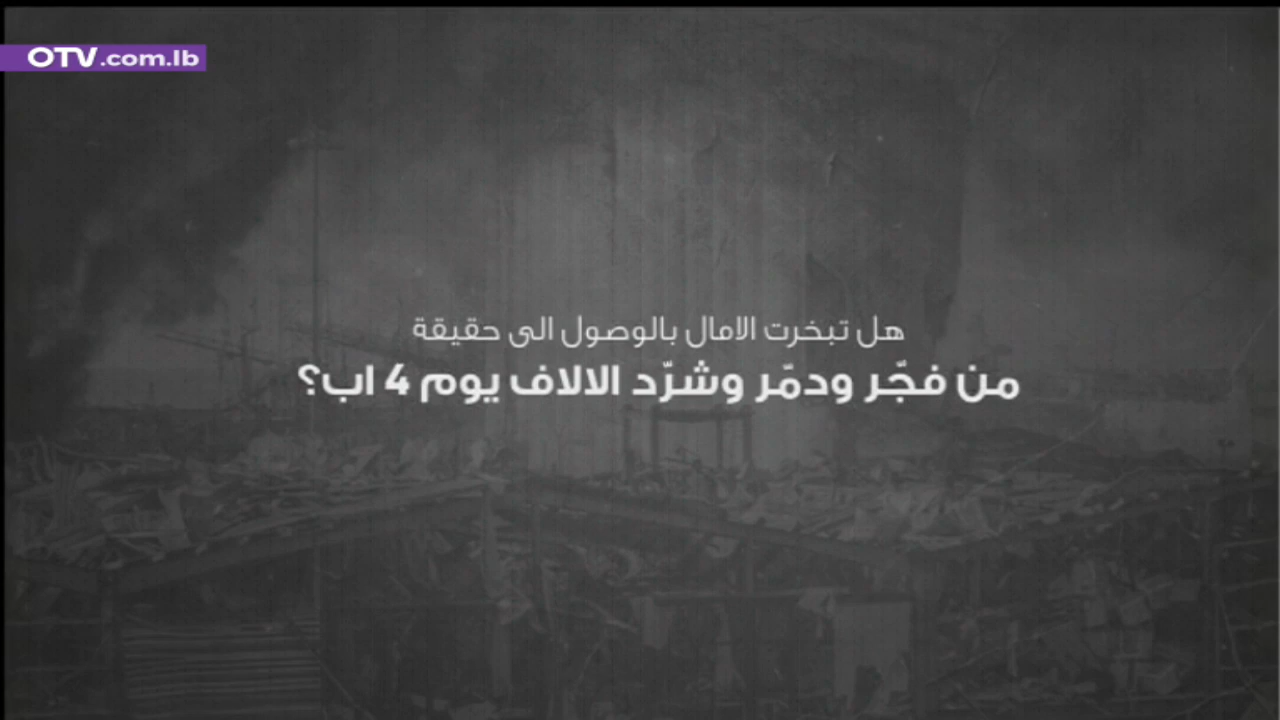 OTV.com.lb
هل تبخرت الامال بالوصول الى حقيقة
من فجّر ودمّر وشرّد الالاف يوم 4 اب؟